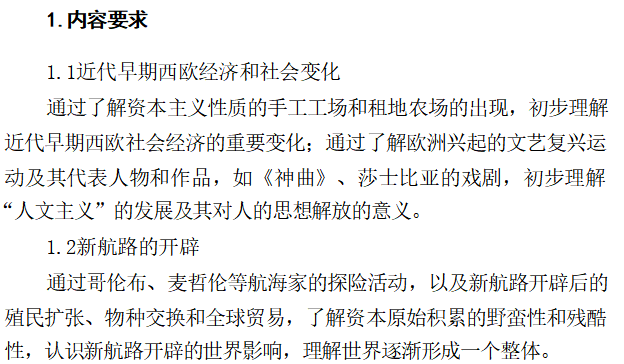 1.内容要求
1.1近代早期西欧经济和社会变化
通过了解资本主义性质的手工工场和租地农场的出现，初步理解
近代早期西欧社会经济的重要变化；通过了解欧洲兴起的文艺复兴运
动及其代表人物和作品，如《神曲》、莎士比亚的戏剧，初步理解
“人文主义”的发展及其对人的思想解放的意义。
1.2新航路的开辟
通过哥伦布、麦哲伦等航海家的探险活动，以及新航路开辟后的
殖民扩张、物种交换和全球贸易，了解资本原始积累的野蛮性和残酷
性，认识新航路开辟的世界影响，理解世界逐渐形成一个整体。